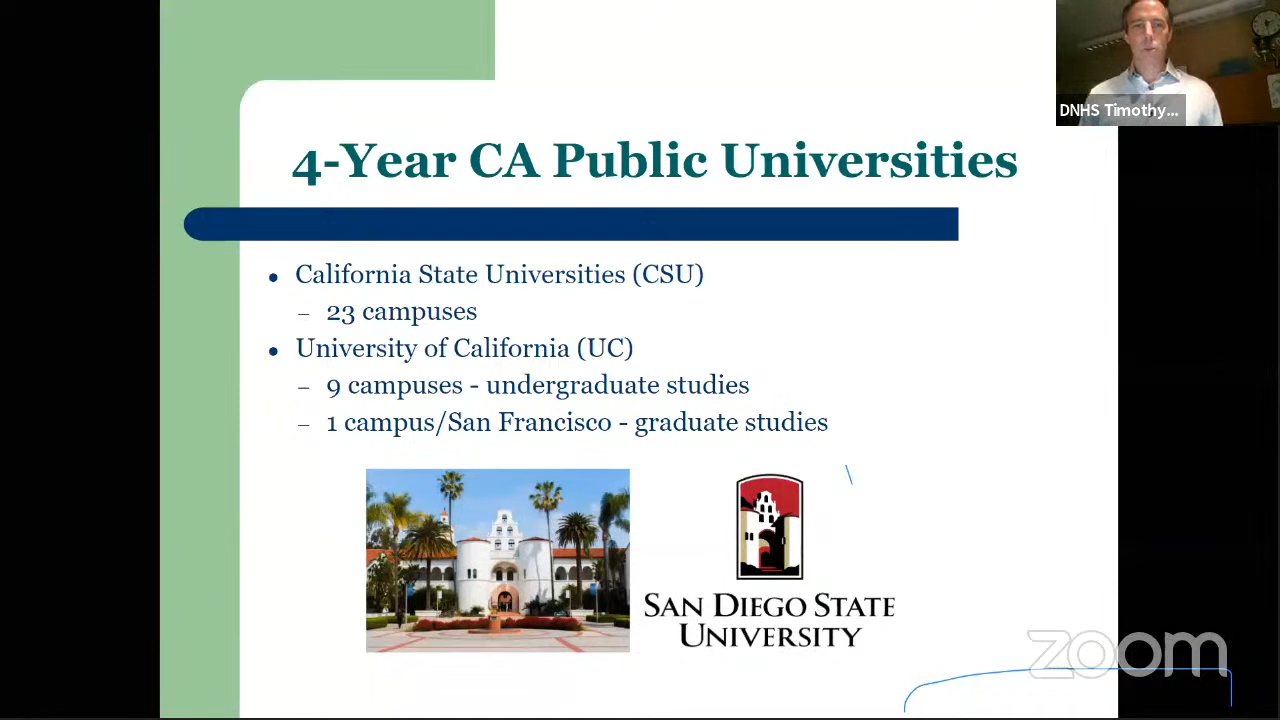 DNHS Timothy...
4-Year CA Public Universities
California State Universities (CSU)
– 23 campuses
University of California (UC)
– 9 campuses - undergraduate studies
– 1 campus/San Francisco - graduate studies
SAN DIEGO STATE
UNIVERSITY
zoom